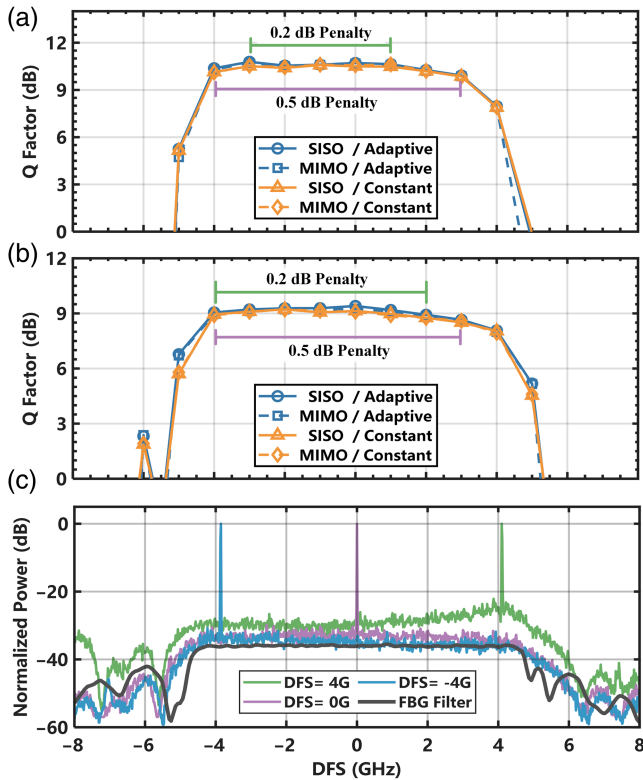 (a)
12
9
6
3
0
Q Factor (dB)
0.2 dB Penalty
0.5 dB Penalty
SISO / Adaptive
MIMO / Adaptive
SISO / Constant
MIMO / Constant
(b)
12
9
6
3
0
Q Factor (dB)
0.2 dB Penalty
0.5 dB Penalty
SISO / Adaptive
MIMO / Adaptive
SISO / Constant
MIMO / Constant
(c)
0
−20
−40
−60
Normalized Power (dB)
DFS= 4G DFS= -4G
DFS= 0G FBG Filter
−8 −6 −4 −2 0 2 4 6 8
DFS (GHz)